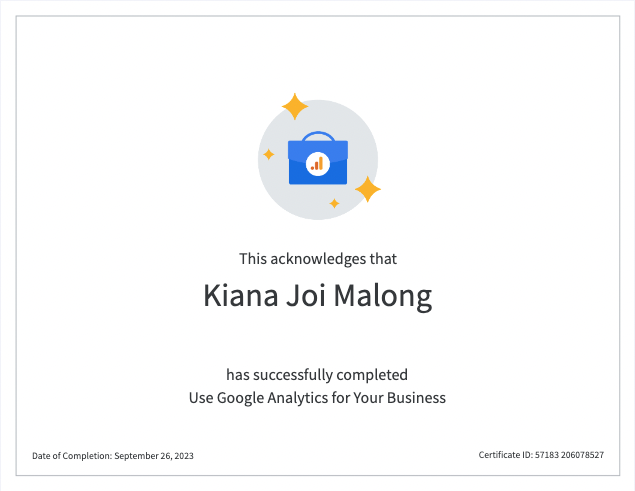 This acknowledges that
Kiana Joi Malong
has successfully completed
Use Google Analytics for Your Business
Date of Completion: September 26, 2023
Certificate ID: 57183 206078527